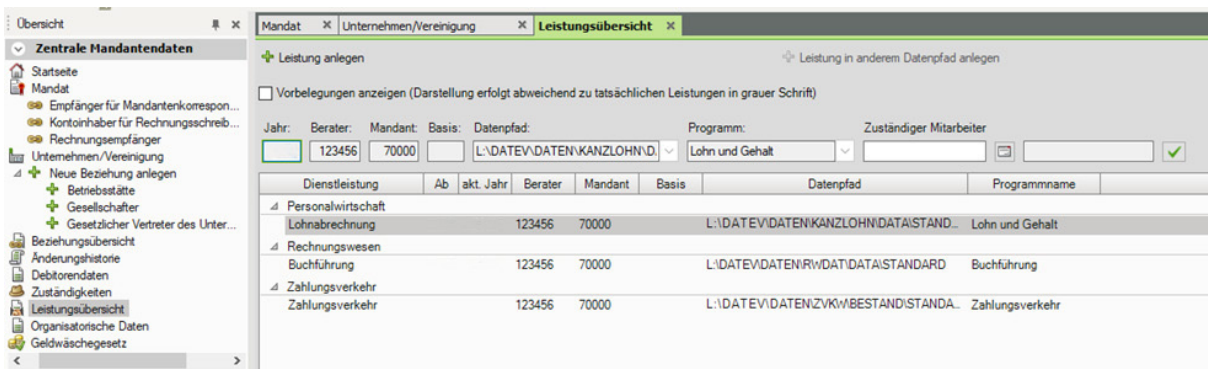 Übersicht
Zentrale Mandantendaten
Startseite
Mandat
Empfänger für Mandantenkorrespon...
Kontoinhaber für Rechnungsschreib...
Rechnungsempfänger
Unternehmen/Vereinigung
Neue Beziehung anlegen
Betriebsstätte
Gesellschafter
Gesetzlicher Vertreter des Unter...
Beziehungsübersicht
Änderungshistorie
Debitorendaten
Zuständigkeiten
Leistungsübersicht
Organisatorische Daten
Geldwäschegesetz
Mandat Unternehmen/Vereinigung Leistungsübersicht
Leistung anlegen Leistung in anderem Datenpfad anlegen
Vorbelegungen anzeigen (Darstellung erfolgt abweichend zu tatsächlichen Leistungen in grauer Schrift)
Jahr: Berater: Mandant: Basis: Datenpfad: Programm: Zuständiger Mitarbeiter
123456 70000 L:\DATEV\DATEN\KANZLOHN\D. Lohn und Gehalt
Dienstleistung Ab akt. Jahr Berater Mandant Basis Datenpfad Programmname
Personalwirtschaft
Lohnabrechnung 123456 70000 L:\DATEV\DATEN\KANZLOHN\DATA\STAND... Lohn und Gehalt
Rechnungswesen
Buchführung 123456 70000 L:\DATEV\DATEN\RWDAT\DATA\STANDARD Buchführung
Zahlungsverkehr
Zahlungsverkehr 123456 70000 L:\DATEV\DATEN\ZVKW\BESTAND\STANDA... Zahlungsverkehr